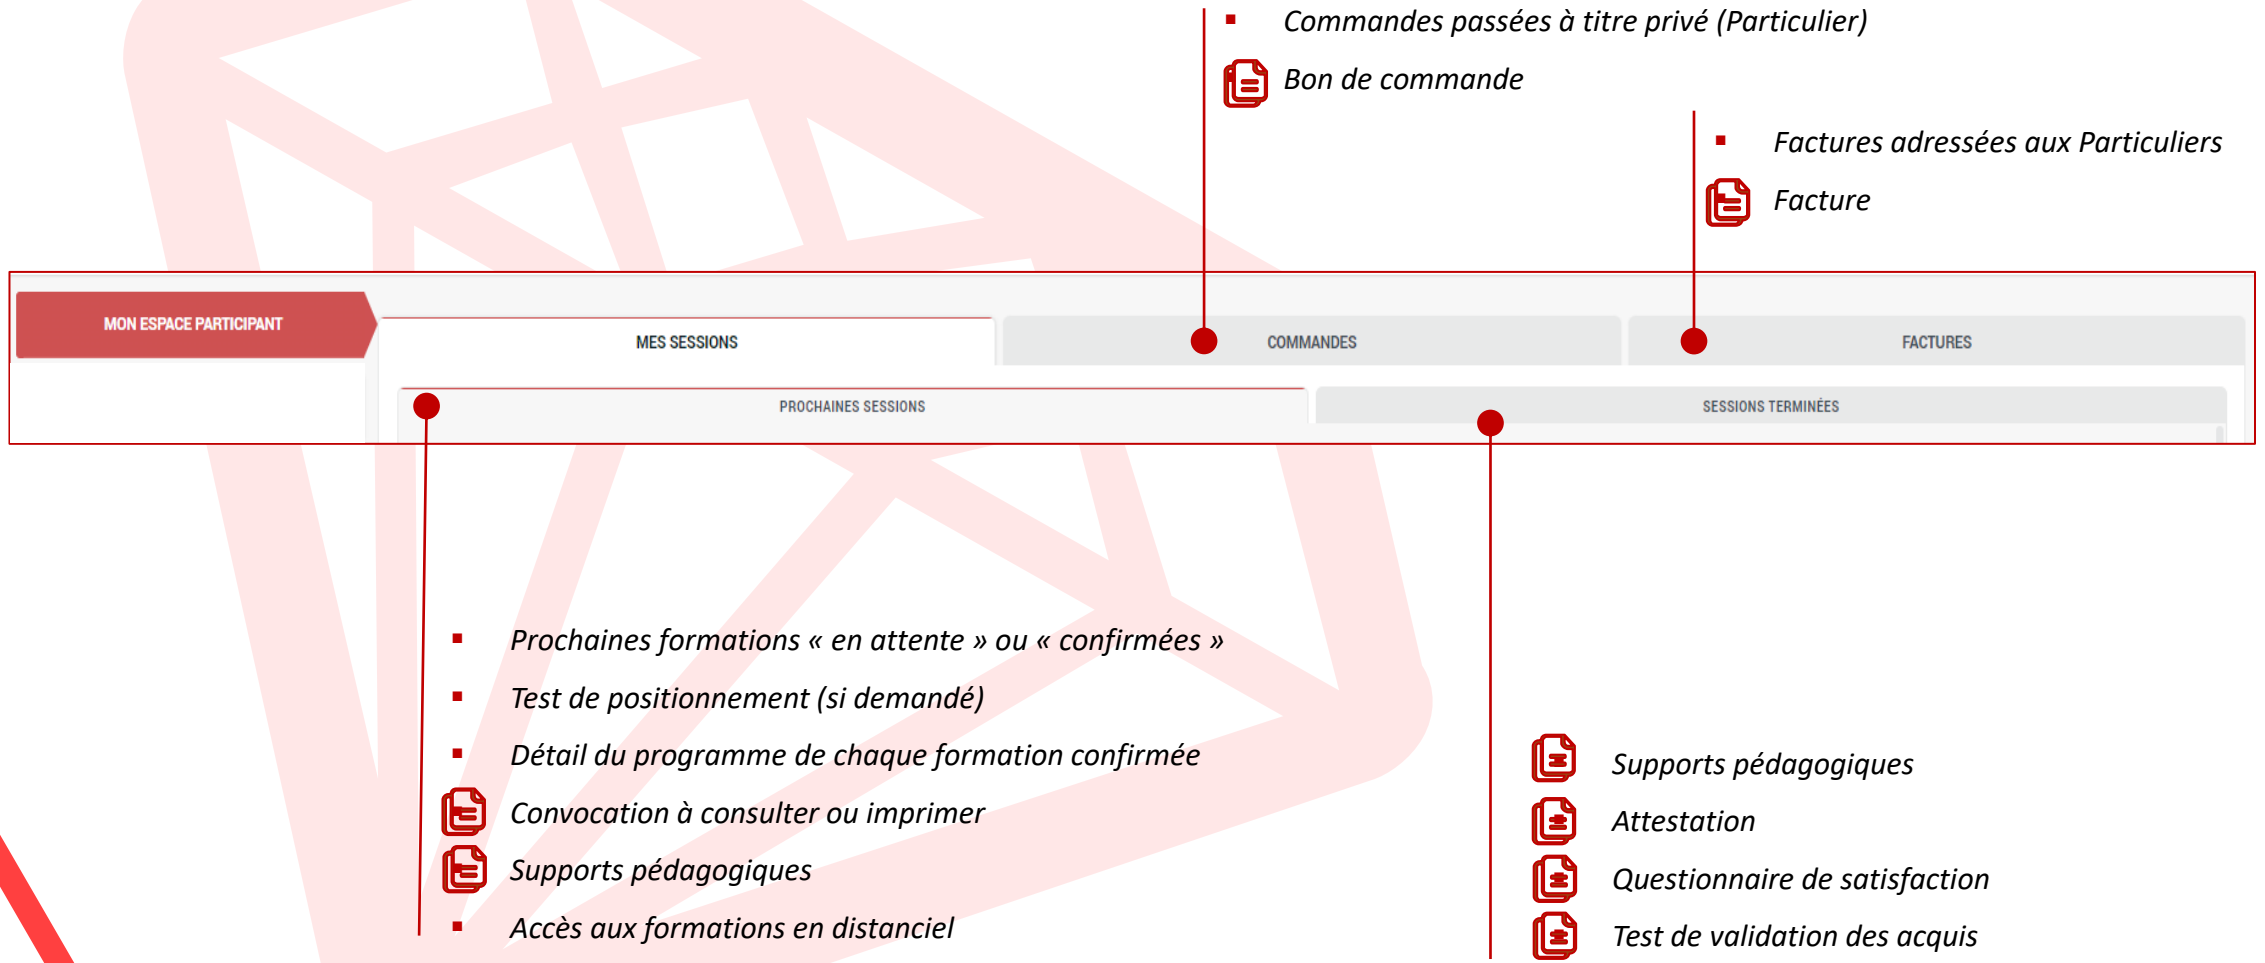 Commandes passées à titre privé (Particulier)
Bon de commande
Factures adressées aux Particuliers
Facture
MON ESPACE PARTICIPANT
MES SESSIONS
COMMANDES
FACTURES
PROCHAINES SESSIONS
SESSIONS TERMINÉES
Prochaines formations « en attente » ou « confirmées »
Test de positionnement (si demandé)
Détail du programme de chaque formation confirmée
Convocation à consulter ou imprimer
Supports pédagogiques
Accès aux formations en distanciel
Supports pédagogiques
Attestation
Questionnaire de satisfaction
Test de validation des acquis